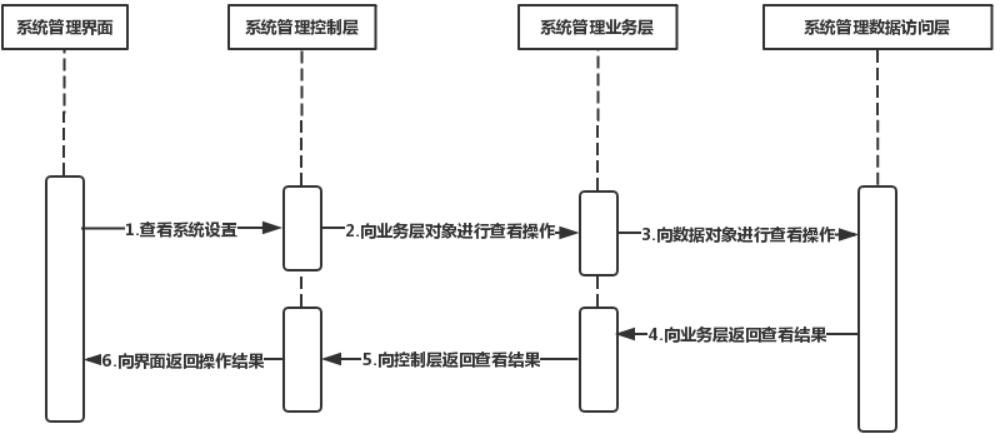 系统管理界面
系统管理控制层
系统管理业务层
系统管理数据访问层
1.查看系统设置
2.向业务层对象进行查看操作
3.向数据对象进行查看操作
4.向业务层返回查看结果
5.向控制层返回查看结果
6.向界面返回操作结果